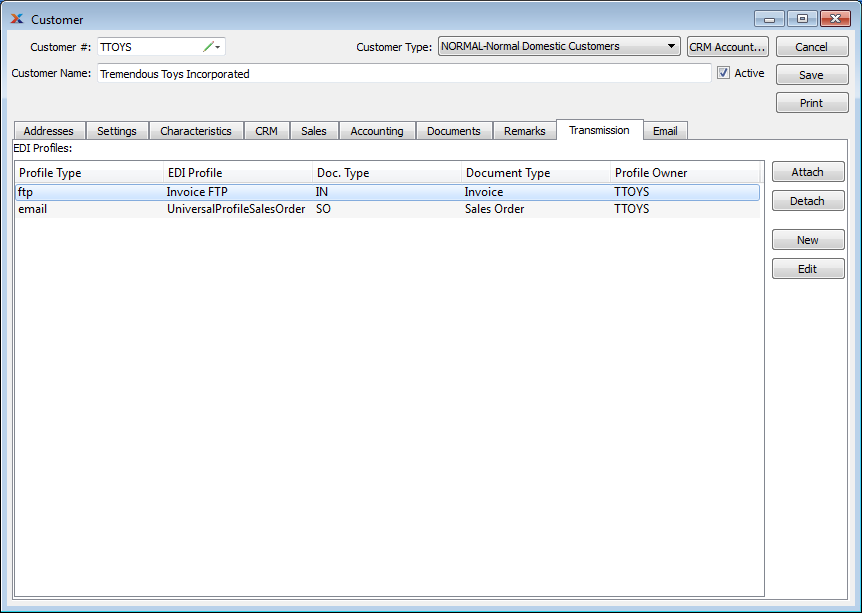 Customer
Customer #: TTOYS Customer Type: NORMAL-Normal Domestic Customers CRM Account... Cancel
Customer Name: Tremendous Toys Incorporated Active Save
Print
Addresses Settings Characteristics CRM Sales Accounting Documents Remarks Transmission Email
EDI Profiles:
Profile Type EDI Profile Doc. Type Document Type Profile Owner Attach
ftp Invoice FTP IN Invoice TTOYS
email UniversalProfileSalesOrder SO Sales Order TTOYS Detach
New
Edit